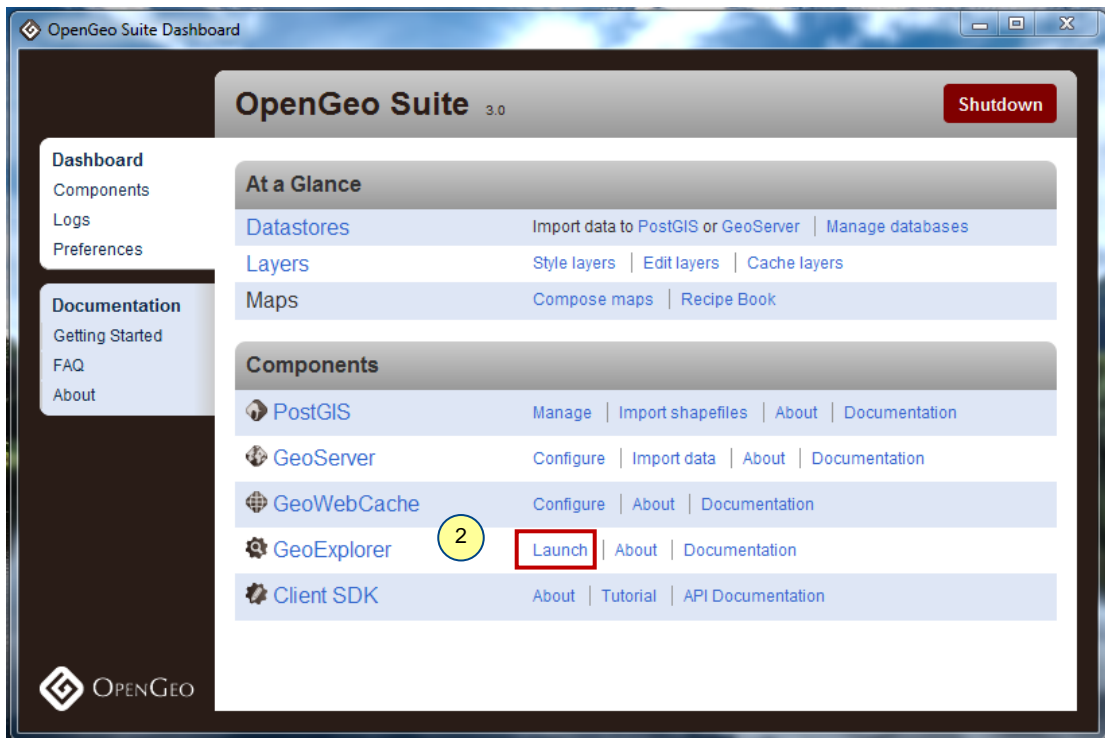 OpenGeo Suite Dashboard
OpenGeo Suite 3.0
Shutdown
Dashboard
Components
Logs
Preferences
Documentation
Getting Started
FAQ
About
At a Glance
Datastores Import data to PostGIS or GeoServer | Manage databases
Layers Style layers | Edit layers | Cache layers
Maps Compose maps | Recipe Book
Components
PostGIS Manage | Import shapefiles | About | Documentation
GeoServer Configure | Import data | About | Documentation
GeoWebCache Configure | About | Documentation
GeoExplorer 2 Launch | About | Documentation
Client SDK About | Tutorial | API Documentation
OPENGEO